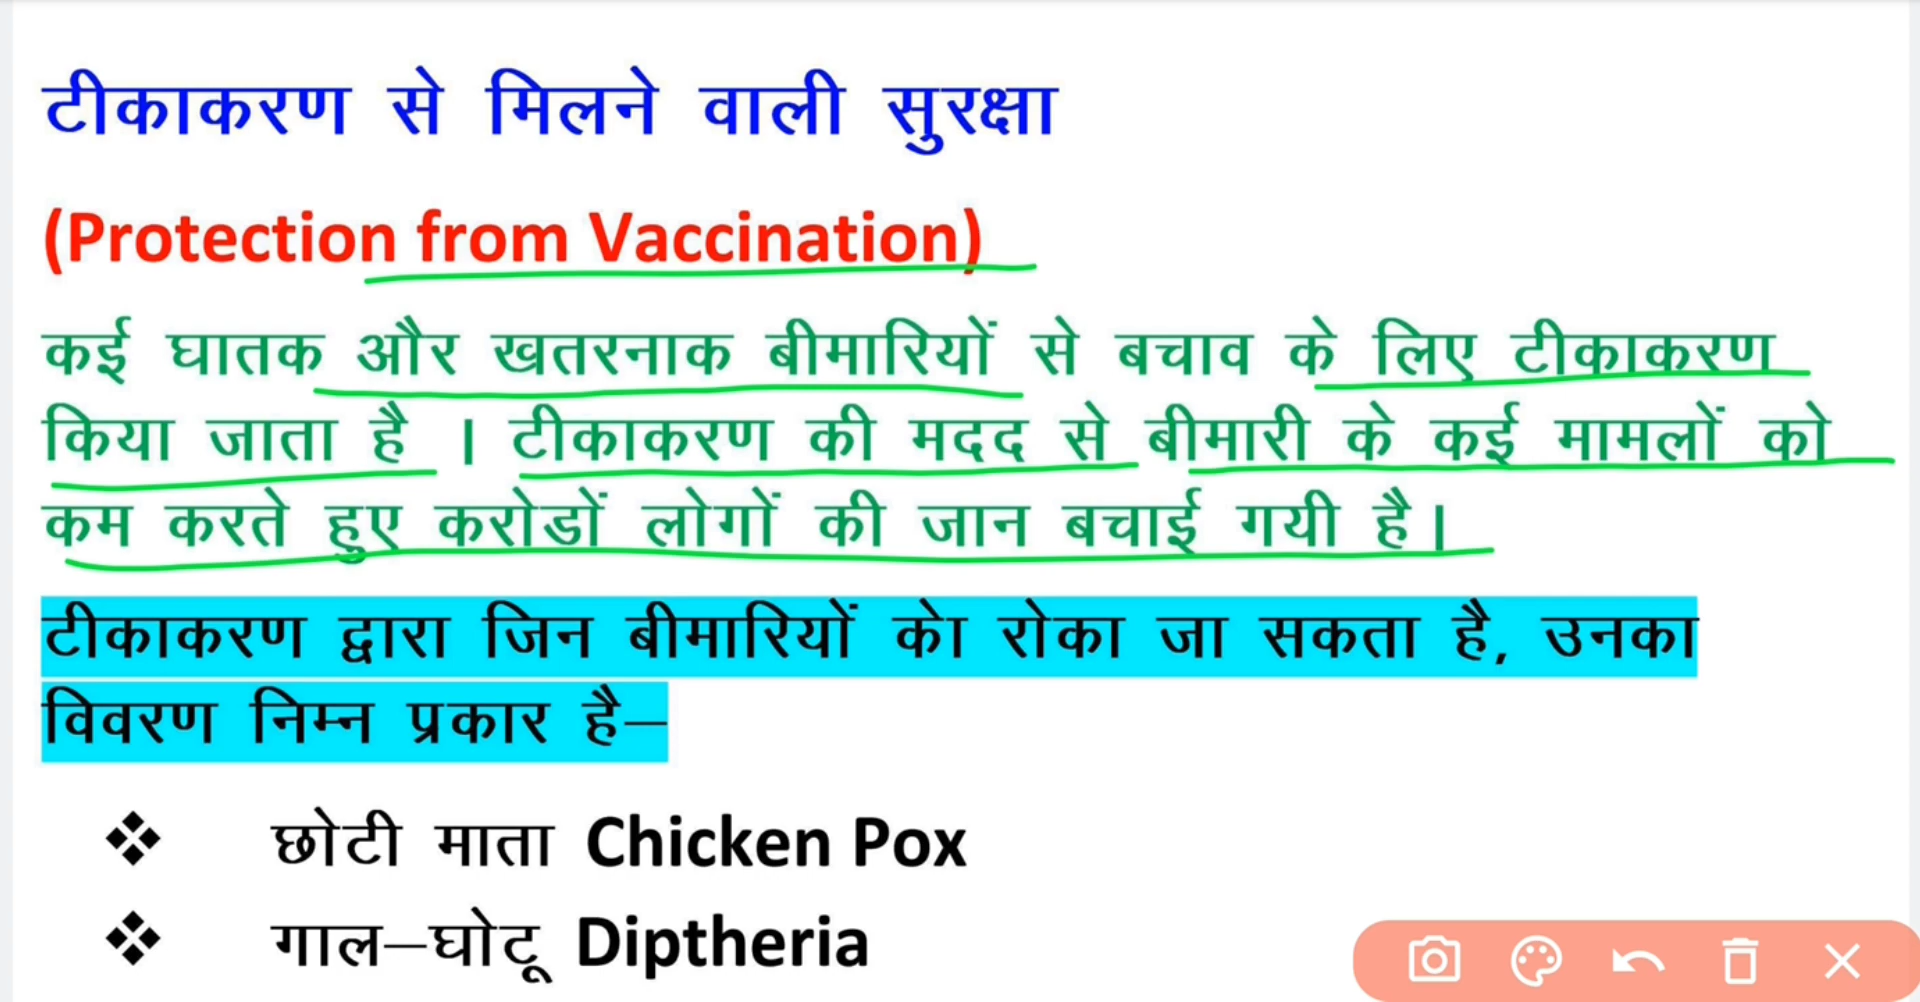 टीकाकरण से मिलने वाली सुरक्षा
(Protection from Vaccination)
कई घातक और खतरनाक बीमारियों से बचाव के लिए टीकाकरण
किया जाता है । टीकाकरण की मदद से बीमारी के कई मामलों को
कम करते हुए करोडों लोगों की जान बचाई गयी है।
टीकाकरण द्वारा जिन बीमारियों को रोका जा सकता है, उनका
विवरण निम्न प्रकार है–
❖ छोटी माता Chicken Pox
❖ गाल–घोटू Diptheria